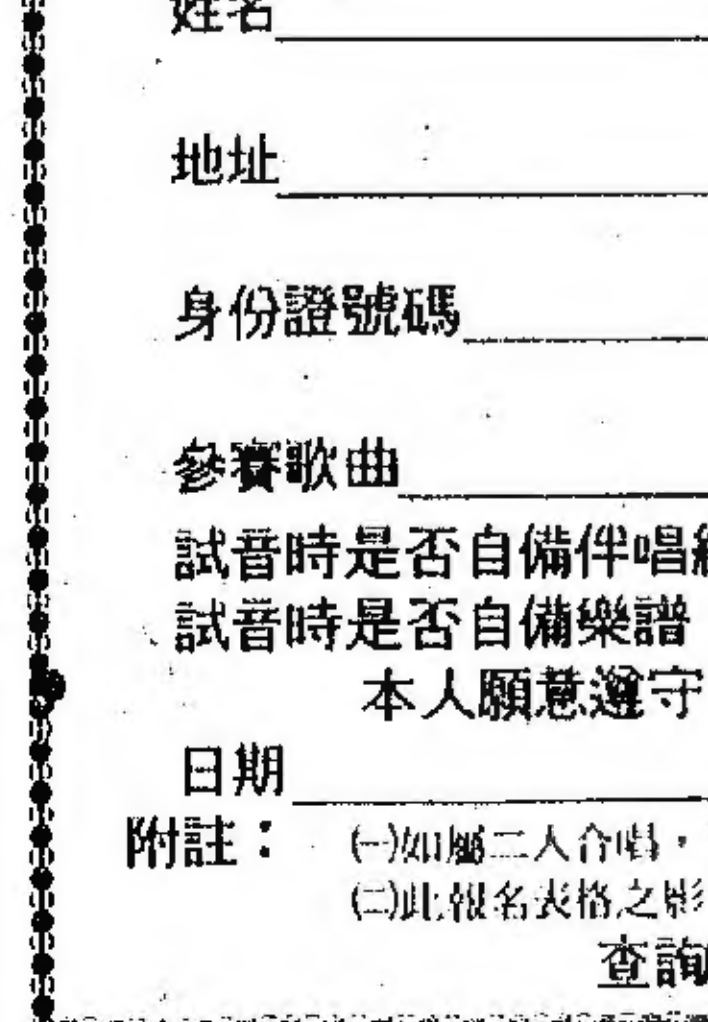 姓名
地址
身份證號碼
參賽歌曲
試音時是否自備伴唱
試音時是否自備樂譜
本人願意遵守
日期
附註：
㈠如屬二人合唱，
㈡此報名表格之影
查詢